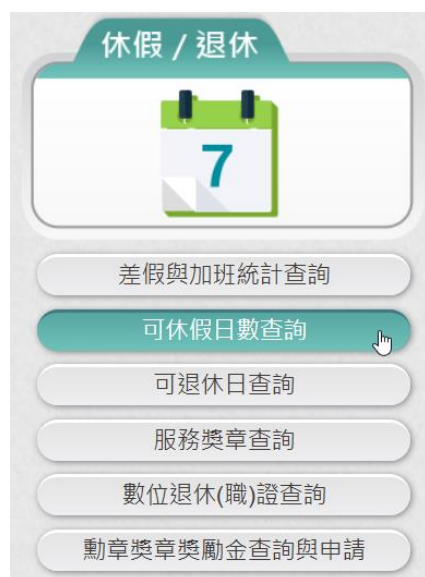 休假 / 退休
7
差假與加班統計查詢
可休假日數查詢
可退休日查詢
服務獎章查詢
數位退休(職)證查詢
勳章獎章獎勵金查詢與申請